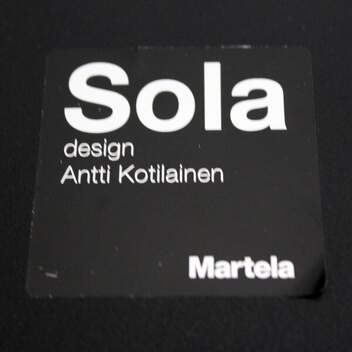 Sola
design
Antti Kotilainen
Martela